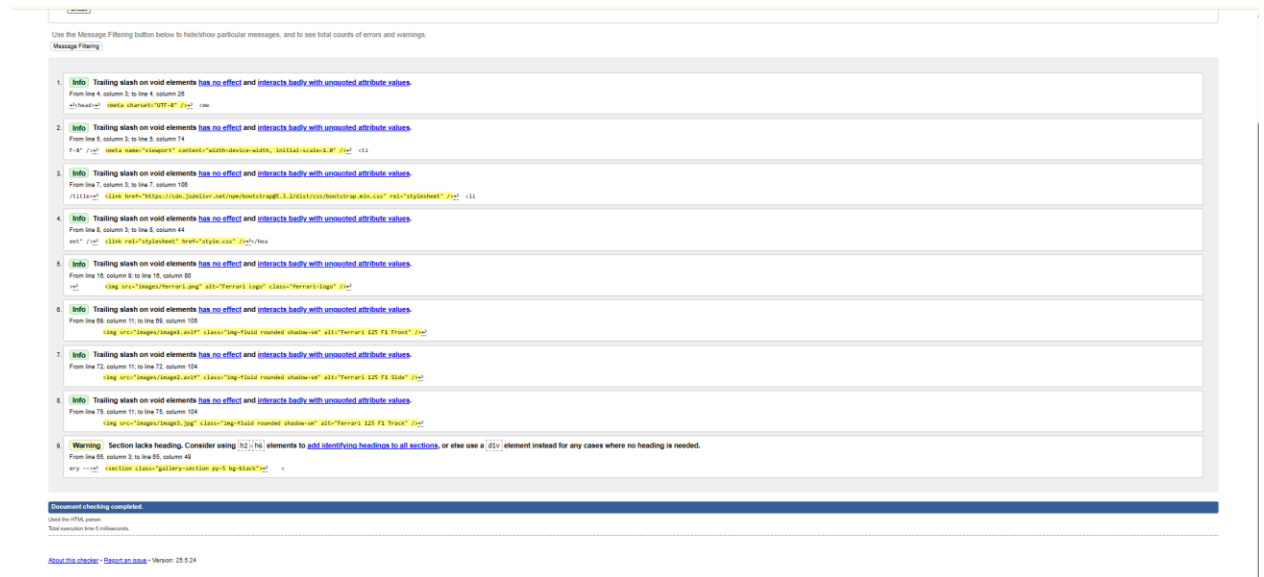 Use the Message Filtering button below to hide/show particular messages, and to see total counts of errors and warnings.
Message Filtering
1. Info Trailing slash on void elements has no effect and interacts badly with unquoted attribute values.
From line 4, column 3; to line 4, column 26
↩<head>↩ <meta charset="UTF-8" />↩ <me
2. Info Trailing slash on void elements has no effect and interacts badly with unquoted attribute values.
From line 5, column 3; to line 5, column 74
F-8" />↩ <meta name="viewport" content="width=device-width, initial-scale=1.0" />↩ <ti
3. Info Trailing slash on void elements has no effect and interacts badly with unquoted attribute values.
From line 7, column 3; to line 7, column 108
/title>↩ <link href="https://cdn.jsdelivr.net/npm/bootstrap@5.3.2/dist/css/bootstrap.min.css" rel="stylesheet" />↩ <li
4. Info Trailing slash on void elements has no effect and interacts badly with unquoted attribute values.
From line 8, column 3; to line 8, column 44
eet" />↩ <link rel="stylesheet" href="style.css" />↩</hea
5. Info Trailing slash on void elements has no effect and interacts badly with unquoted attribute values.
From line 16, column 9; to line 16, column 80
>↩ <img src="images/ferrari.png" alt="Ferrari Logo" class="ferrari-logo" />↩
6. Info Trailing slash on void elements has no effect and interacts badly with unquoted attribute values.
From line 69, column 11; to line 69, column 106
<img src="images/image1.avif" class="img-fluid rounded shadow-sm" alt="Ferrari 125 F1 Front" />↩
7. Info Trailing slash on void elements has no effect and interacts badly with unquoted attribute values.
From line 72, column 11; to line 72, column 104
<img src="images/image2.avif" class="img-fluid rounded shadow-sm" alt="Ferrari 125 F1 Side" />↩
8. Info Trailing slash on void elements has no effect and interacts badly with unquoted attribute values.
From line 75, column 11; to line 75, column 104
<img src="images/image3.jpg" class="img-fluid rounded shadow-sm" alt="Ferrari 125 F1 Track" />↩
9. Warning Section lacks heading. Consider using h2-h6 elements to add identifying headings to all sections, or else use a div element instead for any cases where no heading is needed.
From line 65, column 3; to line 65, column 49
ery -->↩ <section class="gallery-section py-5 bg-black">↩ <
Document checking completed.
Used the HTML parser.
Total execution time 5 milliseconds.
About this checker • Report an issue • Version: 25.5.24